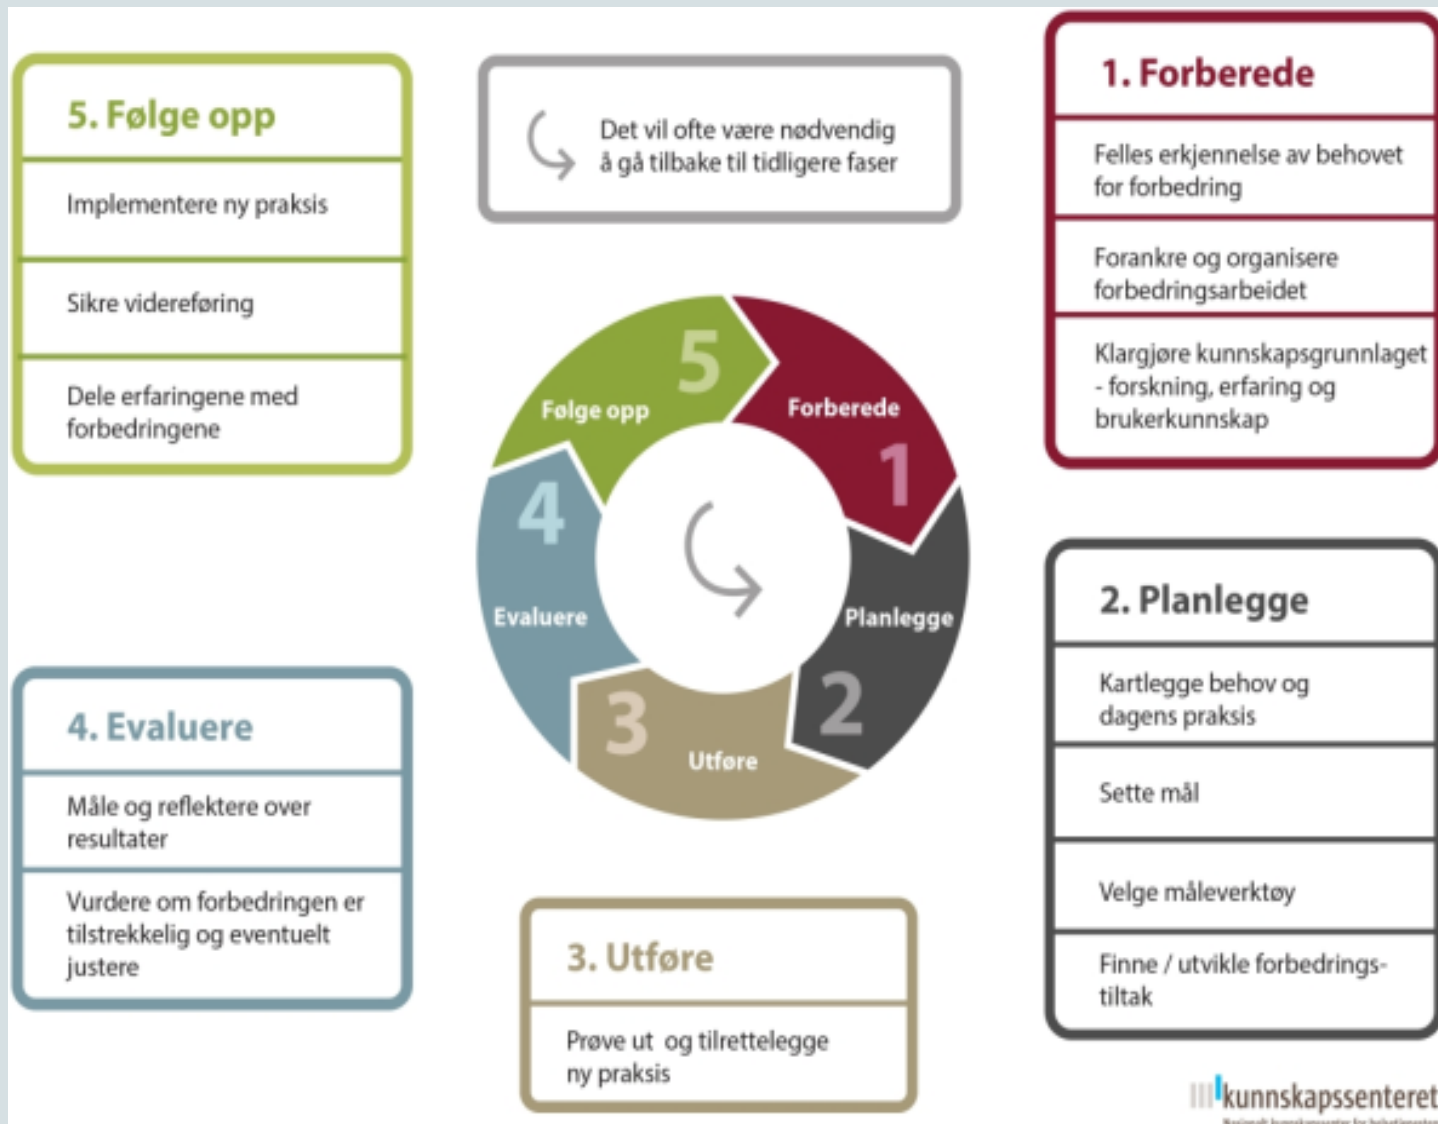 5. Følge opp
Implementere ny praksis
Sikre videreføring
Dele erfaringene med
forbedringene
Det vil ofte være nødvendig
å gå tilbake til tidligere faser
1. Forberede
Felles erkjennelse av behovet
for forbedring
Forankre og organisere
forbedringsarbeidet
Klargjøre kunnskapsgrunnlaget
- forskning, erfaring og
brukerkunnskap
5
Følge opp
Forberede
1
4
Evaluere
Planlegge
2
3
Utføre
2. Planlegge
Kartlegge behov og
dagens praksis
Sette mål
Velge måleverktøy
Finne / utvikle forbedrings-
tiltak
4. Evaluere
Måle og reflektere over
resultater
Vurdere om forbedringen er
tilstrekkelig og eventuelt
justere
3. Utføre
Prøve ut og tilrettelegge
ny praksis
kunnskapssenteret